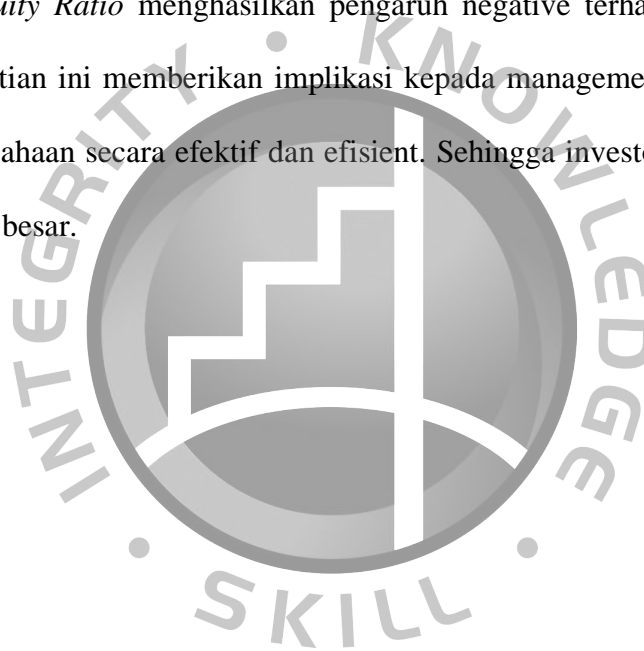 uity Ratio menghasilkan pengaruh negative terha
tian ini memberikan implikasi kepada manageme
ahaan secara efektif dan efisient. Sehingga investo
besar.
INTEGRITY • KNOWLEDGE • SKILL •